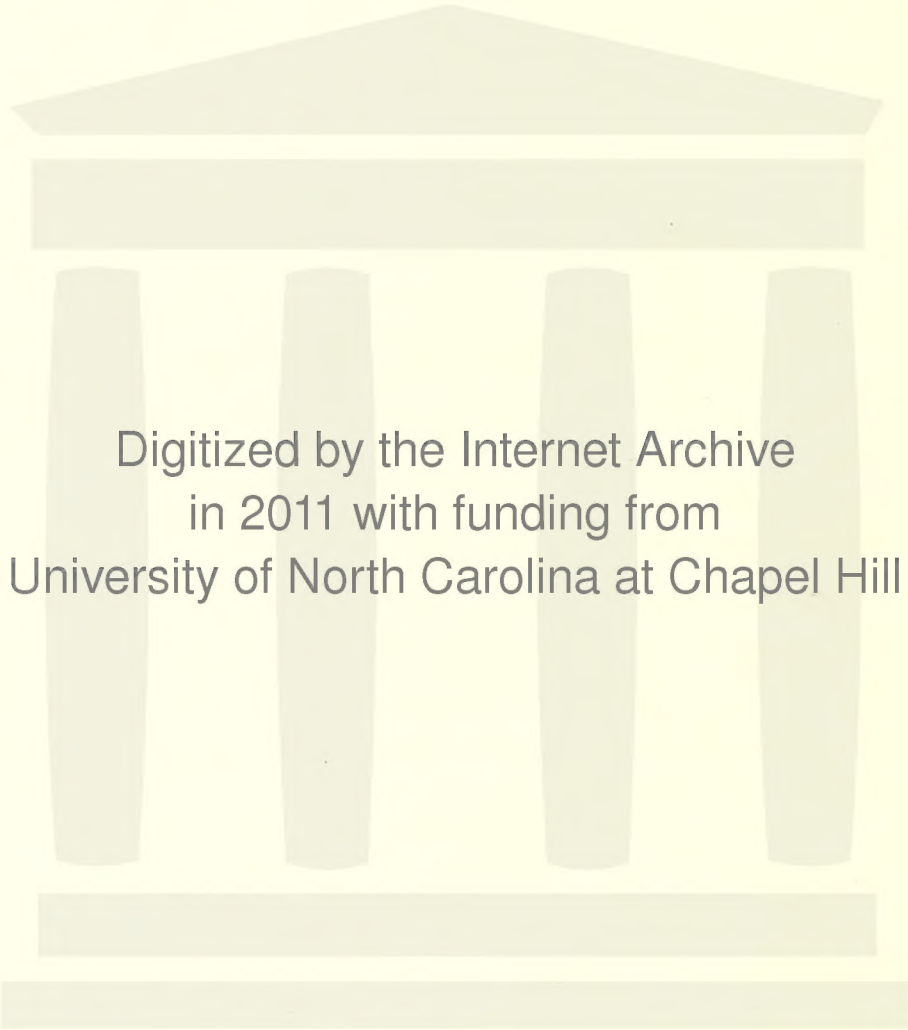 Digitized by the Internet Archive
in 2011 with funding from
University of North Carolina at Chapel Hill